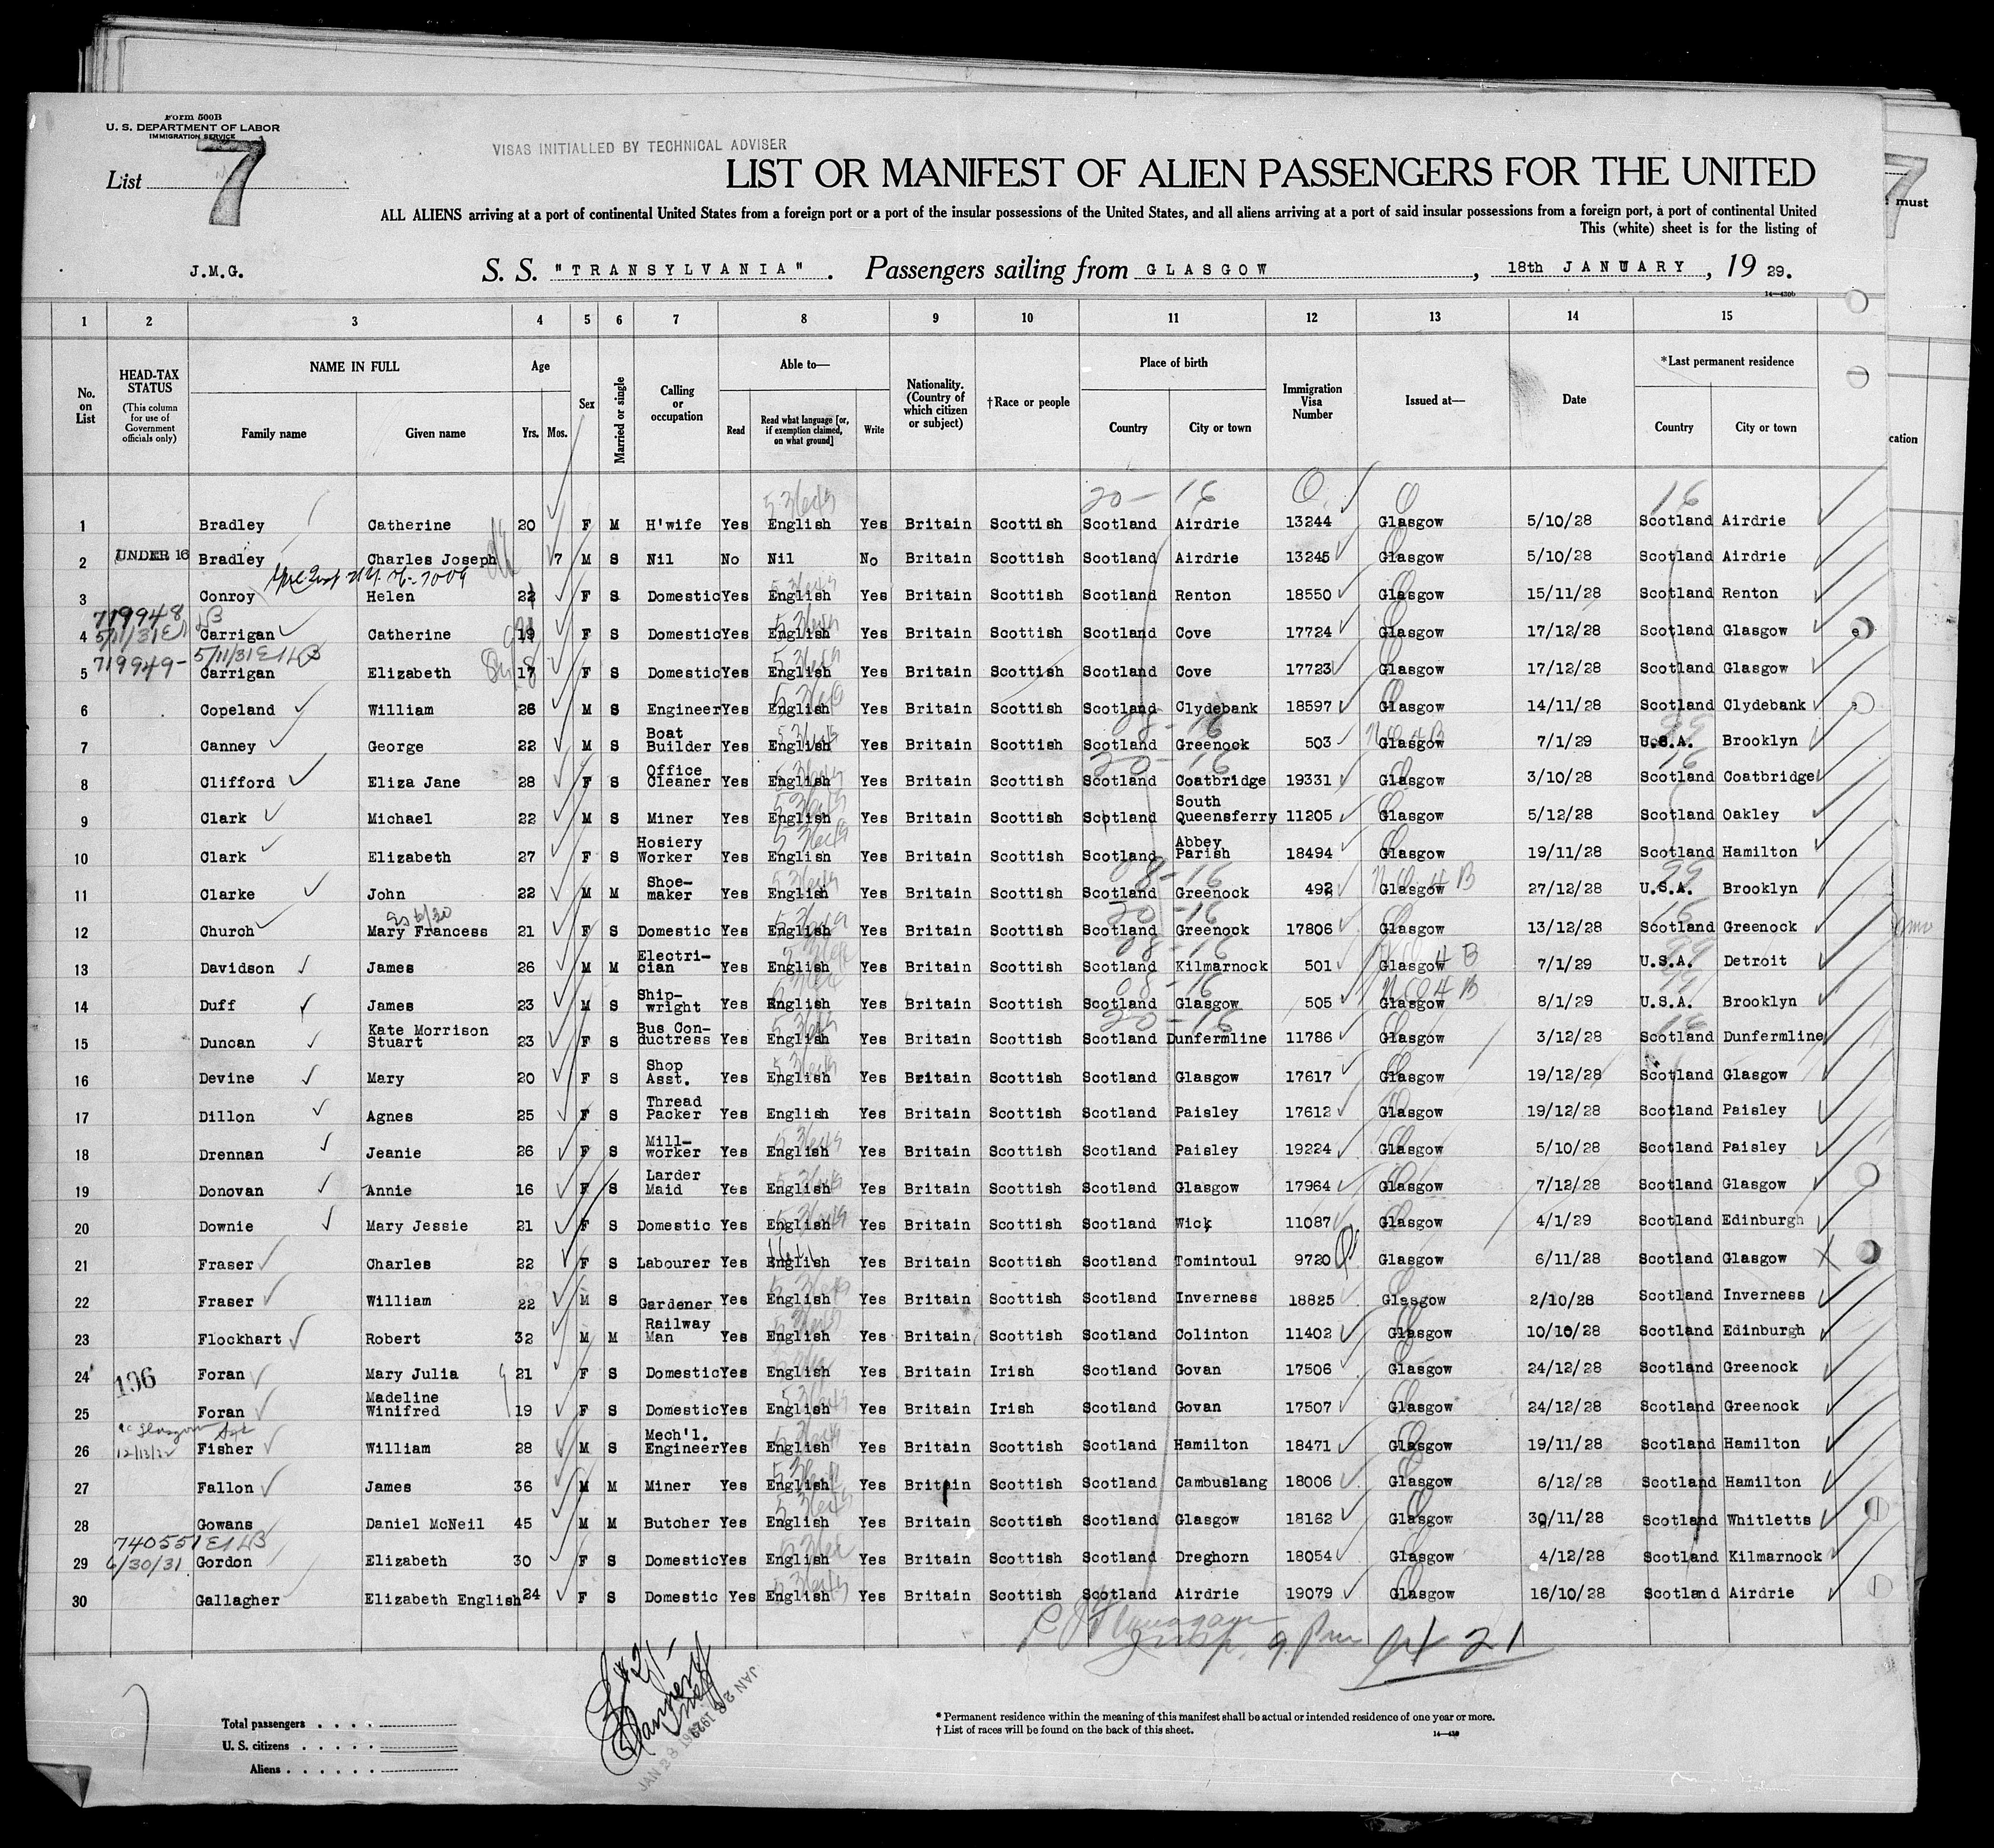 Form 500B
U. S. DEPARTMENT OF LABOR
IMMIGRATION SERVICE
VISAS INITIALLED BY TECHNICAL ADVISER
List 7
LIST OR MANIFEST OF ALIEN PASSENGERS FOR THE UNITED
ALL ALIENS arriving at a port of continental United States from a foreign port or a port of the insular possessions of the United States, and all aliens arriving at a port of said insular possessions from a foreign port, a port of continental United
This (white) sheet is for the listing of
must
J.M.G. S. S. "TRANSYLVANIA". Passengers sailing from GLASGOW, 18th JANUARY, 19 29.
14—430b
1 2 3 4 5 6 7 8 9 10 11 12 13 14 15
No. on List
HEAD-TAX STATUS (This column for use of Government officials only)
NAME IN FULL Family name Given name
Age Yrs. Mos.
Sex
Married or single
Calling or occupation
Able to— Read Read what language [or, if exemption claimed, on what ground] Write
Nationality. (Country of which citizen or subject)
†Race or people
Place of birth Country City or town
Immigration Visa Number
Issued at—
Date
*Last permanent residence Country City or town
cation
20- 16 16
1 Bradley Catherine 20 F M H'wife Yes English Yes Britain Scottish Scotland Airdrie 13244 Glasgow 5/10/28 Scotland Airdrie
2 UNDER 16 Bradley Charles Joseph 7 M S Nil No Nil No Britain Scottish Scotland Airdrie 13245 Glasgow 5/10/28 Scotland Airdrie
3 Conroy Helen 22 F S Domestic Yes English Yes Britain Scottish Scotland Renton 18550 Glasgow 15/11/28 Scotland Renton
719948
4 5/11/31 Carrigan Catherine 19 F S Domestic Yes English Yes Britain Scottish Scotland Cove 17724 Glasgow 17/12/28 Scotland Glasgow
719949- 5/11/31
5 Carrigan Elizabeth 17 F S Domestic Yes English Yes Britain Scottish Scotland Cove 17723 Glasgow 17/12/28 Scotland Glasgow
6 Copeland William 26 M S Engineer Yes English Yes Britain Scottish Scotland Clydebank 18597 Glasgow 14/11/28 Scotland Clydebank
7 Canney George 22 M S Boat Builder Yes English Yes Britain Scottish Scotland Greenock 503 Glasgow 7/1/29 U.S.A. Brooklyn
8 Clifford Eliza Jane 28 F S Office Cleaner Yes English Yes Britain Scottish Scotland Coatbridge 19331 Glasgow 3/10/28 Scotland Coatbridge
9 Clark Michael 22 M S Miner Yes English Yes Britain Scottish Scotland South Queensferry 11205 Glasgow 5/12/28 Scotland Oakley
10 Clark Elizabeth 27 F S Hosiery Worker Yes English Yes Britain Scottish Scotland Abbey Parish 18494 Glasgow 19/11/28 Scotland Hamilton
11 Clarke John 22 M M Shoe-maker Yes English Yes Britain Scottish Scotland Greenock 492 Glasgow 27/12/28 U.S.A. Brooklyn
12 Church Mary Francess 21 F S Domestic Yes English Yes Britain Scottish Scotland Greenock 17806 Glasgow 13/12/28 Scotland Greenock
13 Davidson James 26 M M Electri-cian Yes English Yes Britain Scottish Scotland Kilmarnock 501 Glasgow 7/1/29 U.S.A. Detroit
14 Duff James 23 M S Ship-wright Yes English Yes Britain Scottish Scotland Glasgow 505 Glasgow 8/1/29 U.S.A. Brooklyn
15 Duncan Kate Morrison Stuart 23 F S Bus Con-ductress Yes English Yes Britain Scottish Scotland Dunfermline 11786 Glasgow 3/12/28 Scotland Dunfermline
16 Devine Mary 20 F S Shop Asst. Yes English Yes Britain Scottish Scotland Glasgow 17617 Glasgow 19/12/28 Scotland Glasgow
17 Dillon Agnes 25 F S Thread Packer Yes English Yes Britain Scottish Scotland Paisley 17612 Glasgow 19/12/28 Scotland Paisley
18 Drennan Jeanie 26 F S Mill-worker Yes English Yes Britain Scottish Scotland Paisley 19224 Glasgow 5/10/28 Scotland Paisley
19 Donovan Annie 16 F S Larder Maid Yes English Yes Britain Scottish Scotland Glasgow 17964 Glasgow 7/12/28 Scotland Glasgow
20 Downie Mary Jessie 21 F S Domestic Yes English Yes Britain Scottish Scotland Wick 11087 Glasgow 4/1/29 Scotland Edinburgh
21 Fraser Charles 22 F S Labourer Yes English Yes Britain Scottish Scotland Tomintoul 9720 Glasgow 6/11/28 Scotland Glasgow
22 Fraser William 22 M S Gardener Yes English Yes Britain Scottish Scotland Inverness 18825 Glasgow 2/10/28 Scotland Inverness
23 Flockhart Robert 32 M M Railway Man Yes English Yes Britain Scottish Scotland Colinton 11402 Glasgow 10/10/28 Scotland Edinburgh
24 196 Foran Mary Julia 21 F S Domestic Yes English Yes Britain Irish Scotland Govan 17506 Glasgow 24/12/28 Scotland Greenock
25 Foran Madeline Winifred 19 F S Domestic Yes English Yes Britain Irish Scotland Govan 17507 Glasgow 24/12/28 Scotland Greenock
26 12/13/32 Fisher William 28 M S Mech'l. Engineer Yes English Yes Britain Scottish Scotland Hamilton 18471 Glasgow 19/11/28 Scotland Hamilton
27 Fallon James 36 M M Miner Yes English Yes Britain Scottish Scotland Cambuslang 18006 Glasgow 6/12/28 Scotland Hamilton
28 Gowans Daniel McNeil 45 M M Butcher Yes English Yes Britain Scottish Scotland Glasgow 18162 Glasgow 30/11/28 Scotland Whitletts
740551
29 6/30/31 Gordon Elizabeth 30 F S Domestic Yes English Yes Britain Scottish Scotland Dreghorn 18054 Glasgow 4/12/28 Scotland Kilmarnock
30 Gallagher Elizabeth English 24 F S Domestic Yes English Yes Britain Scottish Scotland Airdrie 19079 Glasgow 16/10/28 Scotland Airdrie
21
JAN 28 1929
Total passengers . . . .
U. S. citizens . . . . .
Aliens . . . . . .
* Permanent residence within the meaning of this manifest shall be actual or intended residence of one year or more.
† List of races will be found on the back of this sheet.